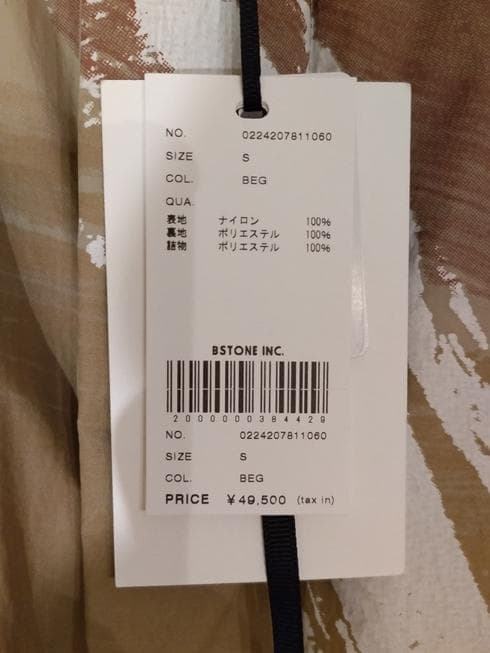 NO. 0224207811060
SIZE S
COL. BEG
QUA.
表地 ナイロン 100%
裏地 ポリエステル 100%
詰物 ポリエステル 100%
BSTONE INC.
2000000384429
NO. 0224207811060
SIZE S
COL. BEG
PRICE ¥49,500 (tax in)